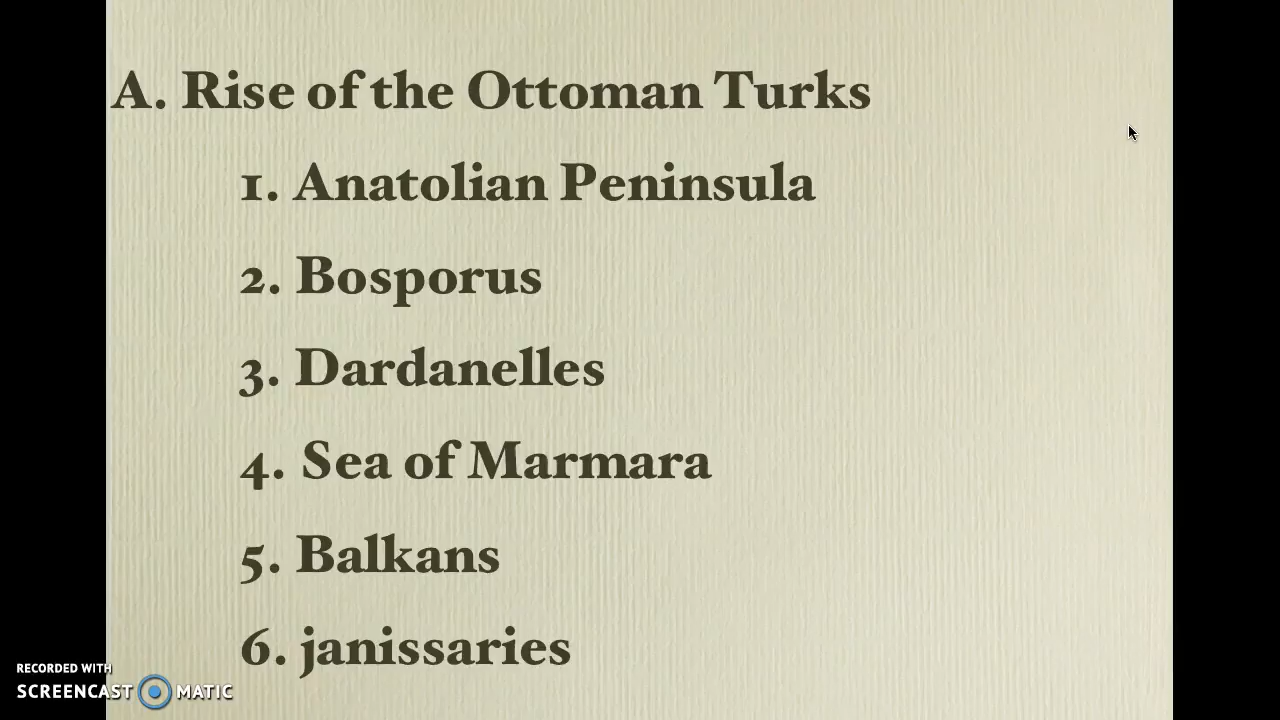 A. Rise of the Ottoman Turks
1. Anatolian Peninsula
2. Bosporus
3. Dardanelles
4. Sea of Marmara
5. Balkans
6. janissaries
RECORDED WITH
SCREENCAST MATIC